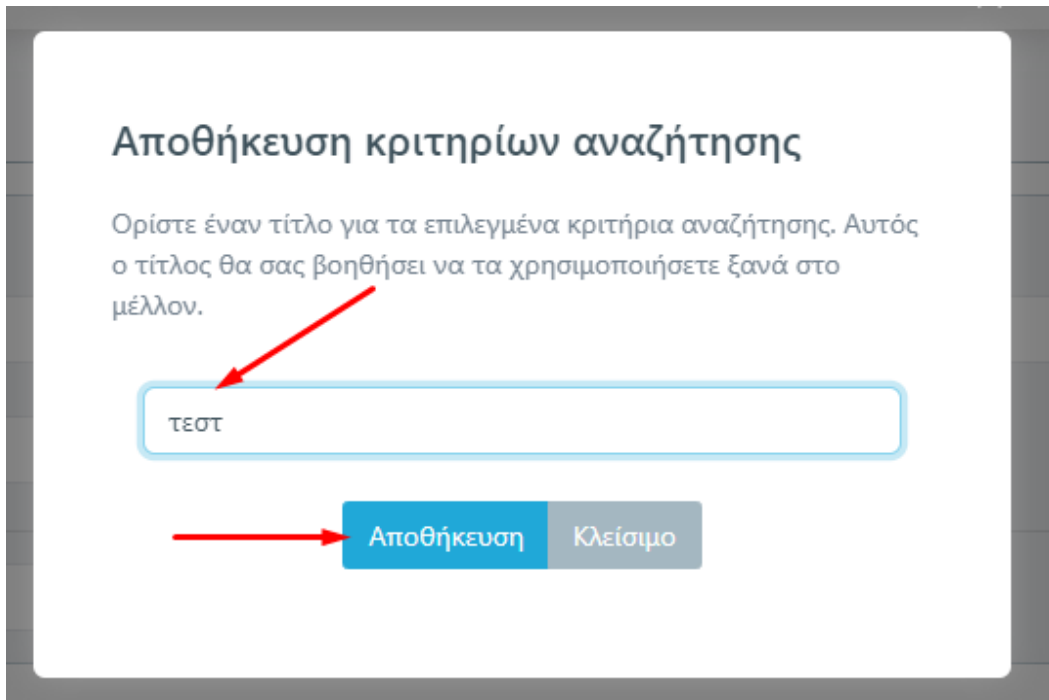 Αποθήκευση κριτηρίων αναζήτησης
Ορίστε έναν τίτλο για τα επιλεγμένα κριτήρια αναζήτησης. Αυτός
ο τίτλος θα σας βοηθήσει να τα χρησιμοποιήσετε ξανά στο
μέλλον.
τεστ
Αποθήκευση Κλείσιμο